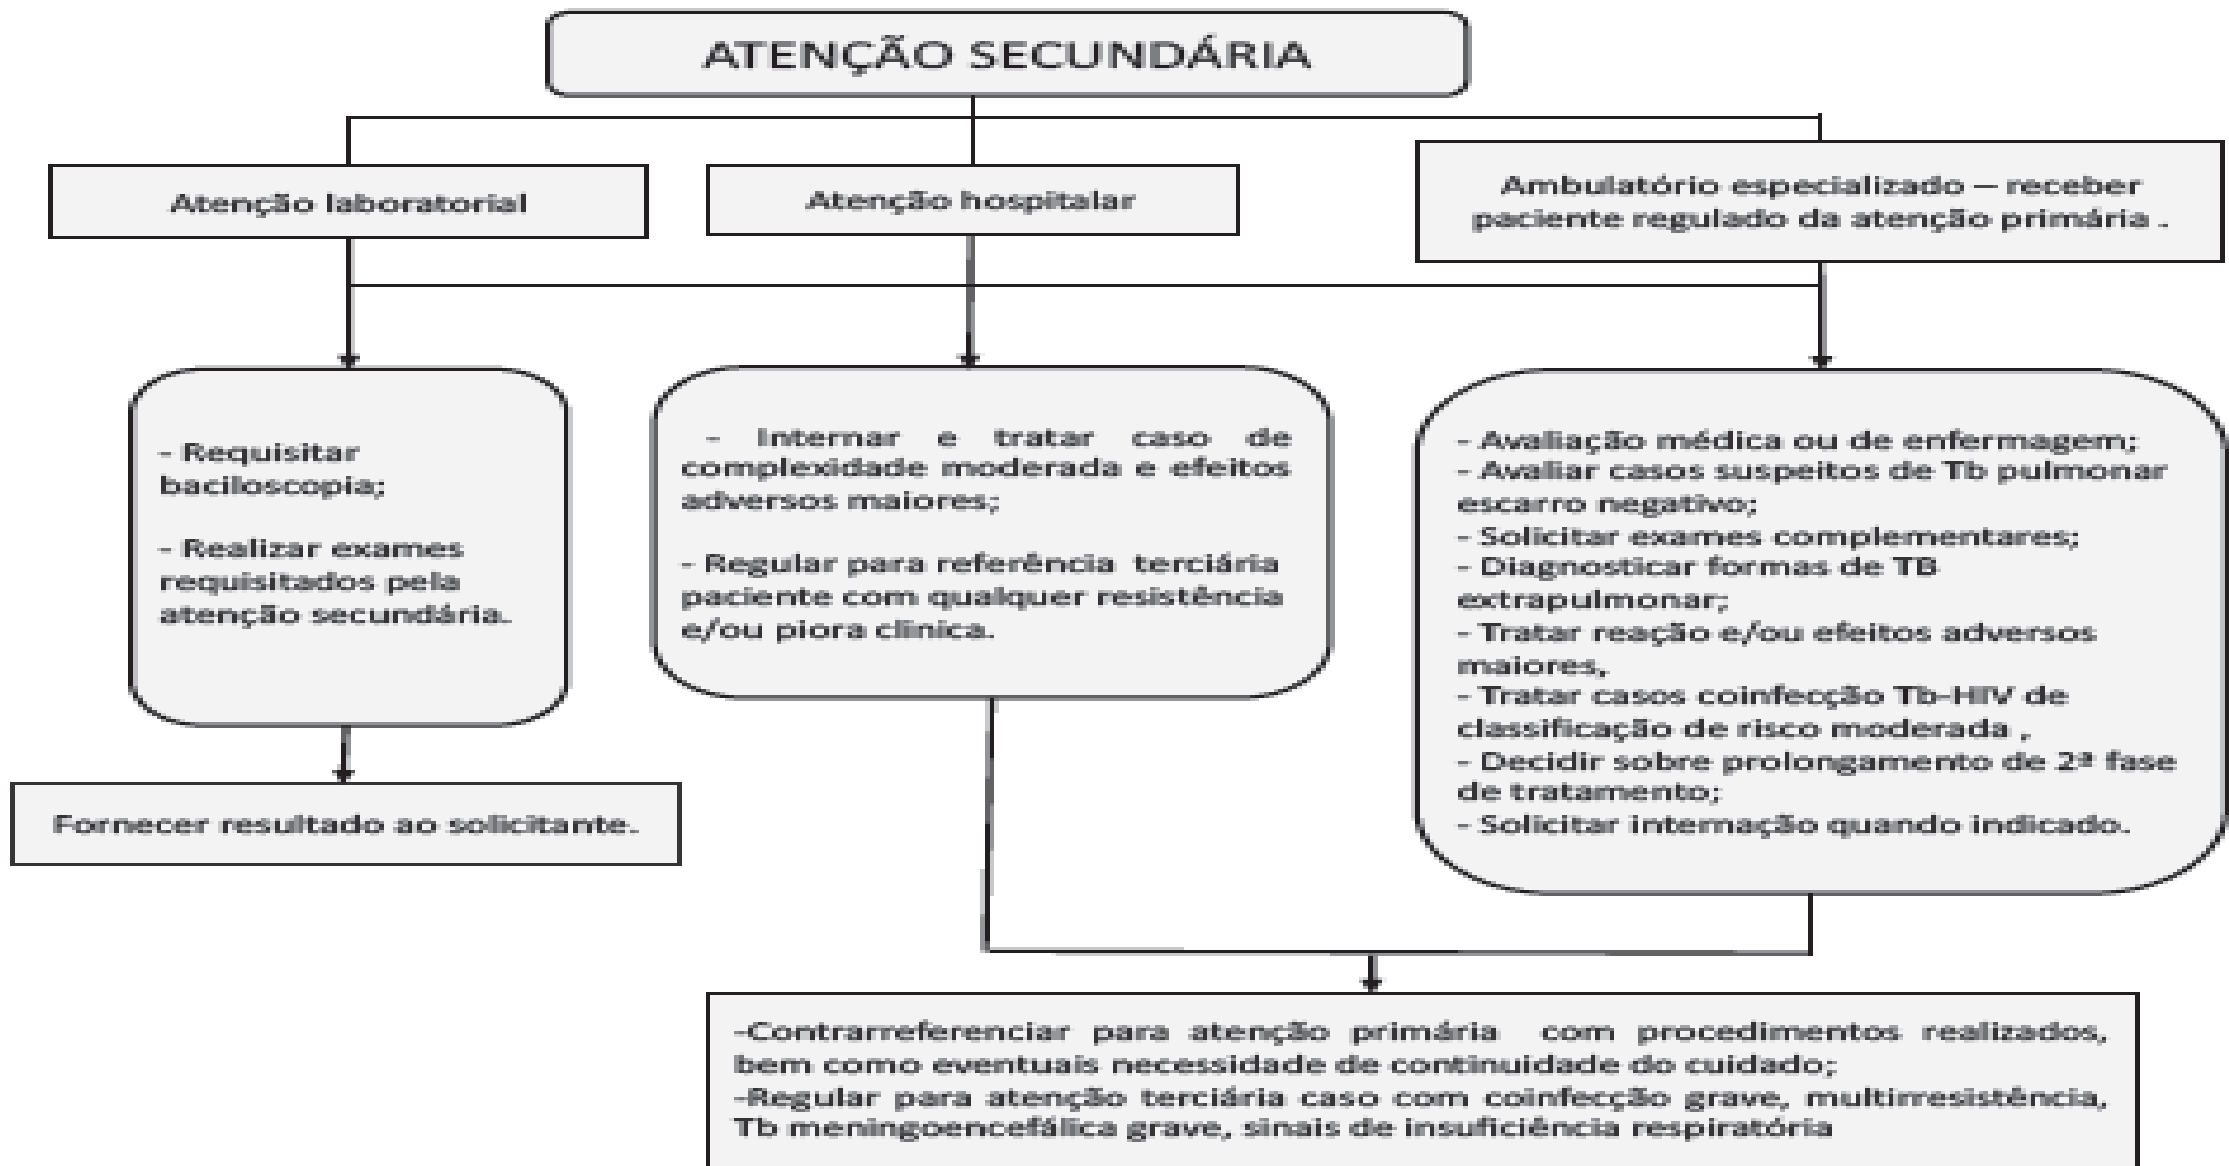 ATENÇÃO SECUNDÁRIA
Atenção laboratorial
Atenção hospitalar
Ambulatório especializado – receber
paciente regulado da atenção primária .
- Requisitar
baciloscopia;
- Realizar exames
requisitados pela
atenção secundária.
Fornecer resultado ao solicitante.
- Internar e tratar caso de
complexidade moderada e efeitos
adversos maiores;
- Regular para referência terciária
paciente com qualquer resistência
e/ou piora clinica.
- Avaliação médica ou de enfermagem;
- Avaliar casos suspeitos de Tb pulmonar
escarro negativo;
- Solicitar exames complementares;
- Diagnosticar formas de TB
extrapulmonar;
- Tratar reação e/ou efeitos adversos
maiores,
- Tratar casos coinfecção Tb-HIV de
classificação de risco moderada ,
- Decidir sobre prolongamento de 2ª fase
de tratamento;
- Solicitar internação quando indicado.
-Contrarreferenciar para atenção primária com procedimentos realizados,
bem como eventuais necessidade de continuidade do cuidado;
-Regular para atenção terciária caso com coinfecção grave, multirresistência,
Tb meningoencefálica grave, sinais de insuficiência respiratória